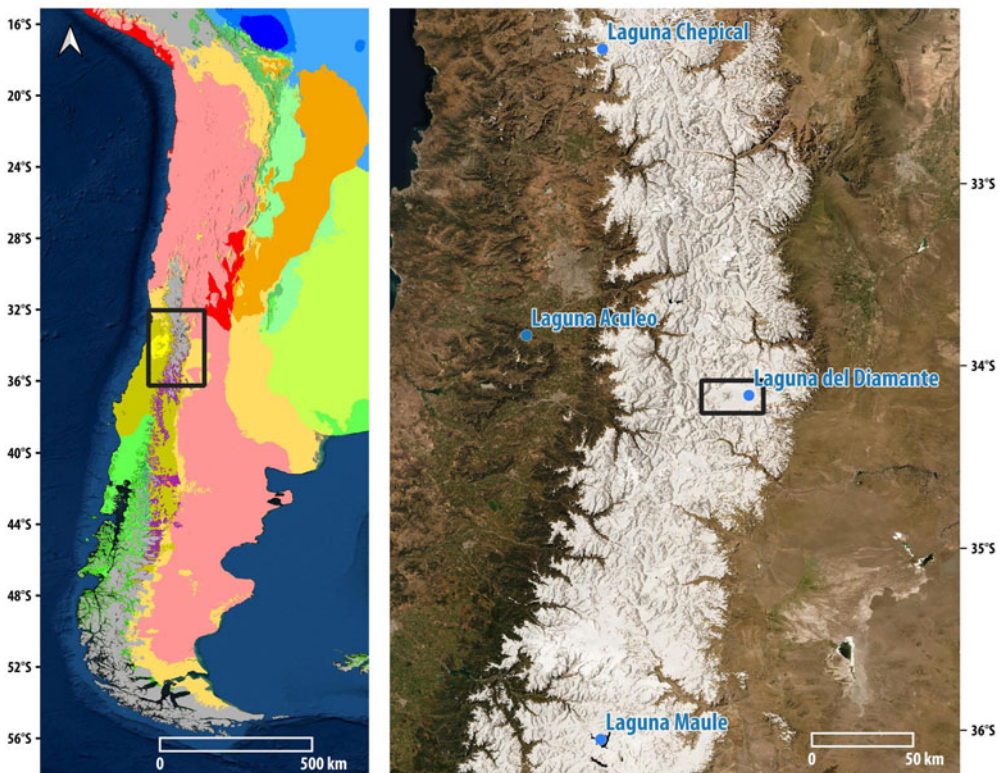 16°S
20°S
24°S
28°S
32°S
36°S
40°S
44°S
48°S
52°S
56°S
0 500 km
Laguna Chepical
33°S
Laguna Aculeo
34°S
Laguna del Diamante
35°S
Laguna Maule
36°S
0 50 km